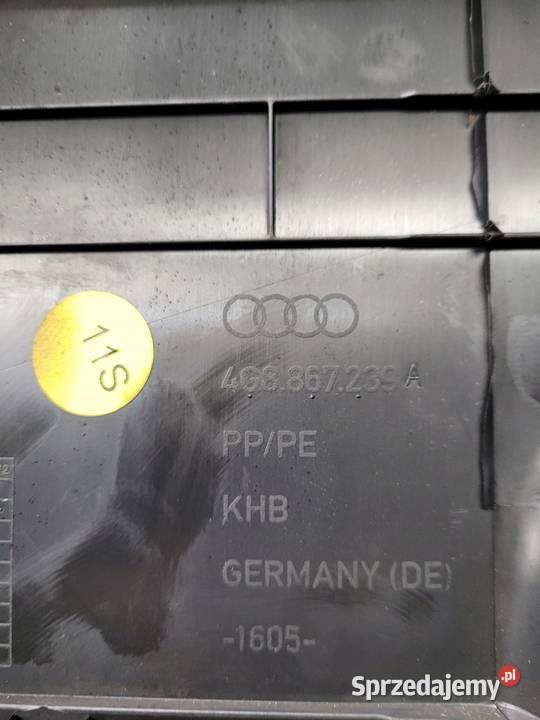 11S
4G8.867.239 A
PP/PE
KHB
GERMANY (DE)
-1605-
Sprzedajemy.pl